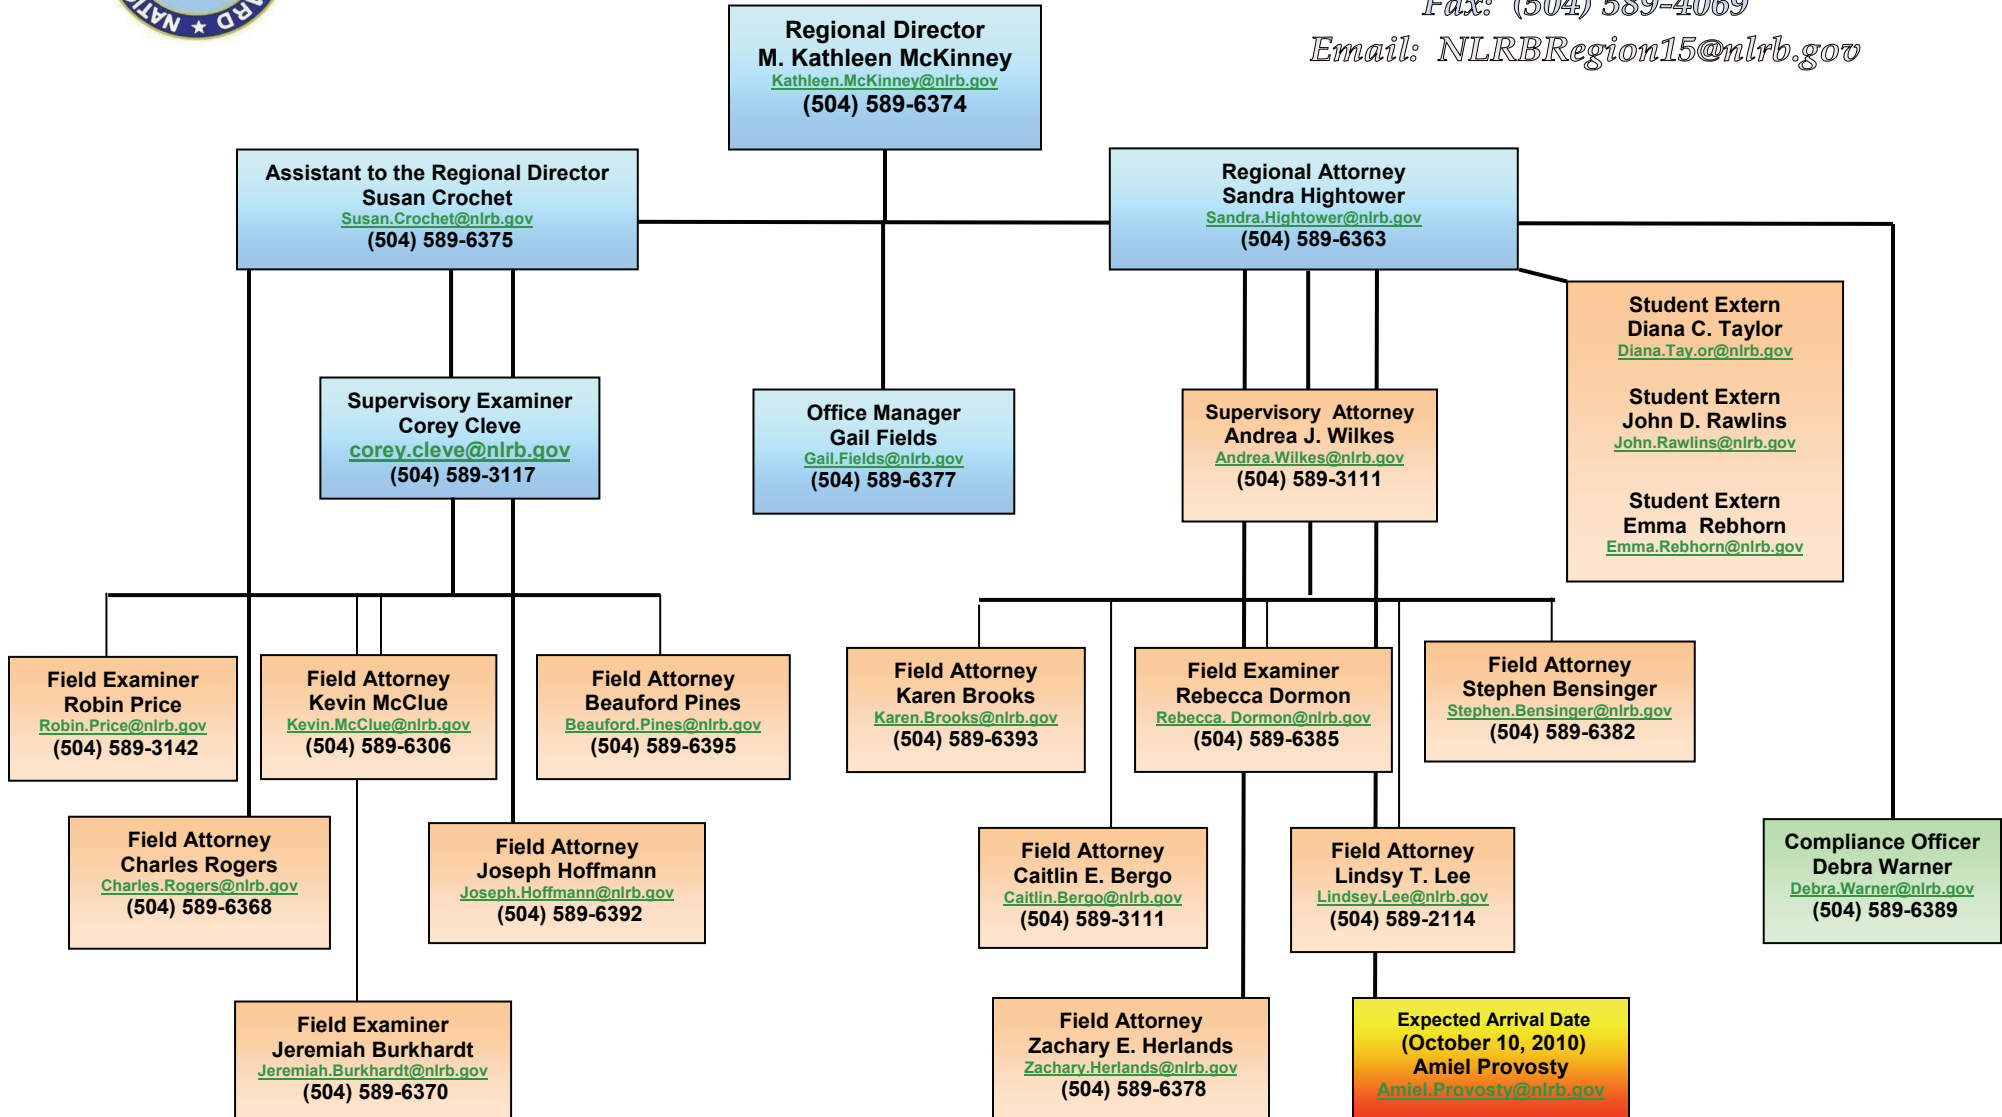 NATI ★ ARD
Fax: (504) 589-4069
Email: NLRBRegion15@nlrb.gov
Regional Director
M. Kathleen McKinney
Kathleen.McKinney@nlrb.gov
(504) 589-6374
Assistant to the Regional Director
Susan Crochet
Susan.Crochet@nlrb.gov
(504) 589-6375
Regional Attorney
Sandra Hightower
Sandra.Hightower@nlrb.gov
(504) 589-6363
Student Extern
Diana C. Taylor
Diana.Tay.or@nlrb.gov
Student Extern
John D. Rawlins
John.Rawlins@nlrb.gov
Student Extern
Emma Rebhorn
Emma.Rebhorn@nlrb.gov
Supervisory Examiner
Corey Cleve
corey.cleve@nlrb.gov
(504) 589-3117
Office Manager
Gail Fields
Gail.Fields@nlrb.gov
(504) 589-6377
Supervisory Attorney
Andrea J. Wilkes
Andrea.Wilkes@nlrb.gov
(504) 589-3111
Field Examiner
Robin Price
Robin.Price@nlrb.gov
(504) 589-3142
Field Attorney
Kevin McClue
Kevin.McClue@nlrb.gov
(504) 589-6306
Field Attorney
Beauford Pines
Beauford.Pines@nlrb.gov
(504) 589-6395
Field Attorney
Karen Brooks
Karen.Brooks@nlrb.gov
(504) 589-6393
Field Examiner
Rebecca Dormon
Rebecca. Dormon@nlrb.gov
(504) 589-6385
Field Attorney
Stephen Bensinger
Stephen.Bensinger@nlrb.gov
(504) 589-6382
Field Attorney
Charles Rogers
Charles.Rogers@nlrb.gov
(504) 589-6368
Field Attorney
Joseph Hoffmann
Joseph.Hoffmann@nlrb.gov
(504) 589-6392
Field Attorney
Caitlin E. Bergo
Caitlin.Bergo@nlrb.gov
(504) 589-3111
Field Attorney
Lindsy T. Lee
Lindsey.Lee@nlrb.gov
(504) 589-2114
Compliance Officer
Debra Warner
Debra.Warner@nlrb.gov
(504) 589-6389
Field Examiner
Jeremiah Burkhardt
Jeremiah.Burkhardt@nlrb.gov
(504) 589-6370
Field Attorney
Zachary E. Herlands
Zachary.Herlands@nlrb.gov
(504) 589-6378
Expected Arrival Date
(October 10, 2010)
Amiel Provosty
Amiel.Provosty@nlrb.gov